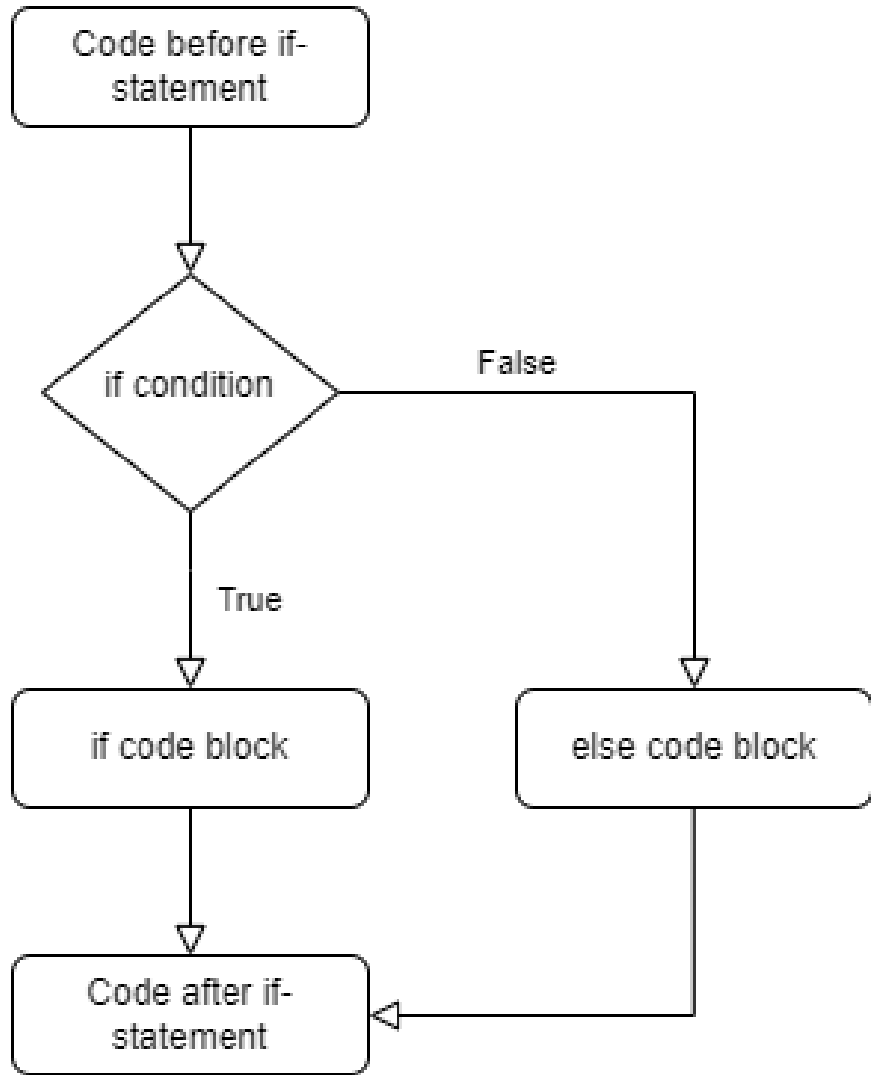 Code before if-
statement
if condition
False
True
if code block
else code block
Code after if-
statement